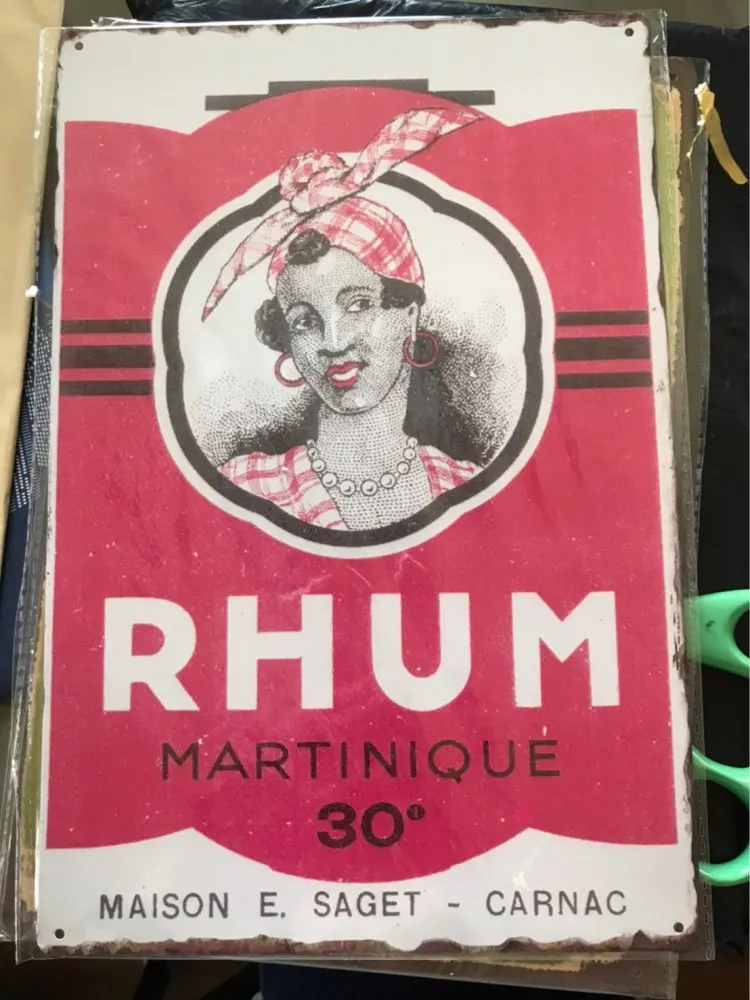 RHUM
MARTINIQUE
30°
MAISON E. SAGET - CARNAC